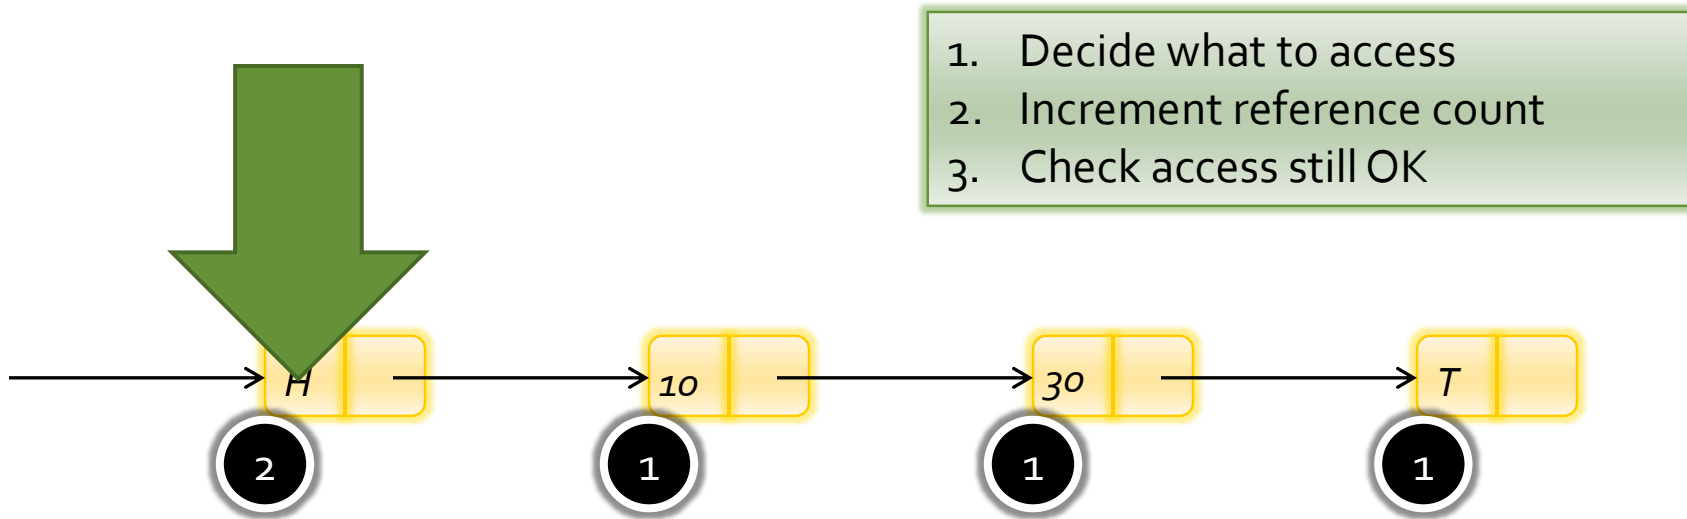 1. Decide what to access
2. Increment reference count
3. Check access still OK
H 10 30 T
2 1 1 1